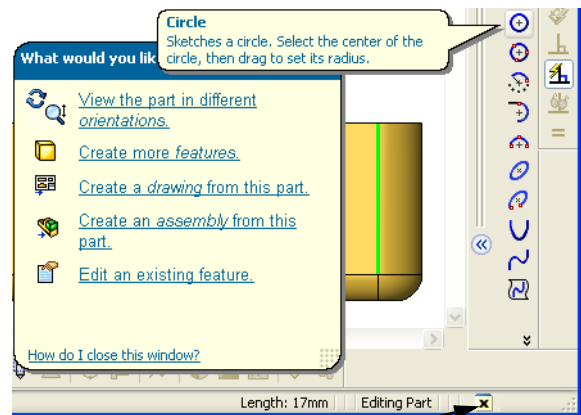 Circle
Sketches a circle. Select the center of the
circle, then drag to set its radius.
What would you lik
View the part in different
orientations.
Create more features.
Create a drawing from this part.
Create an assembly from this
part.
Edit an existing feature.
How do I close this window?
Length: 17mm Editing Part